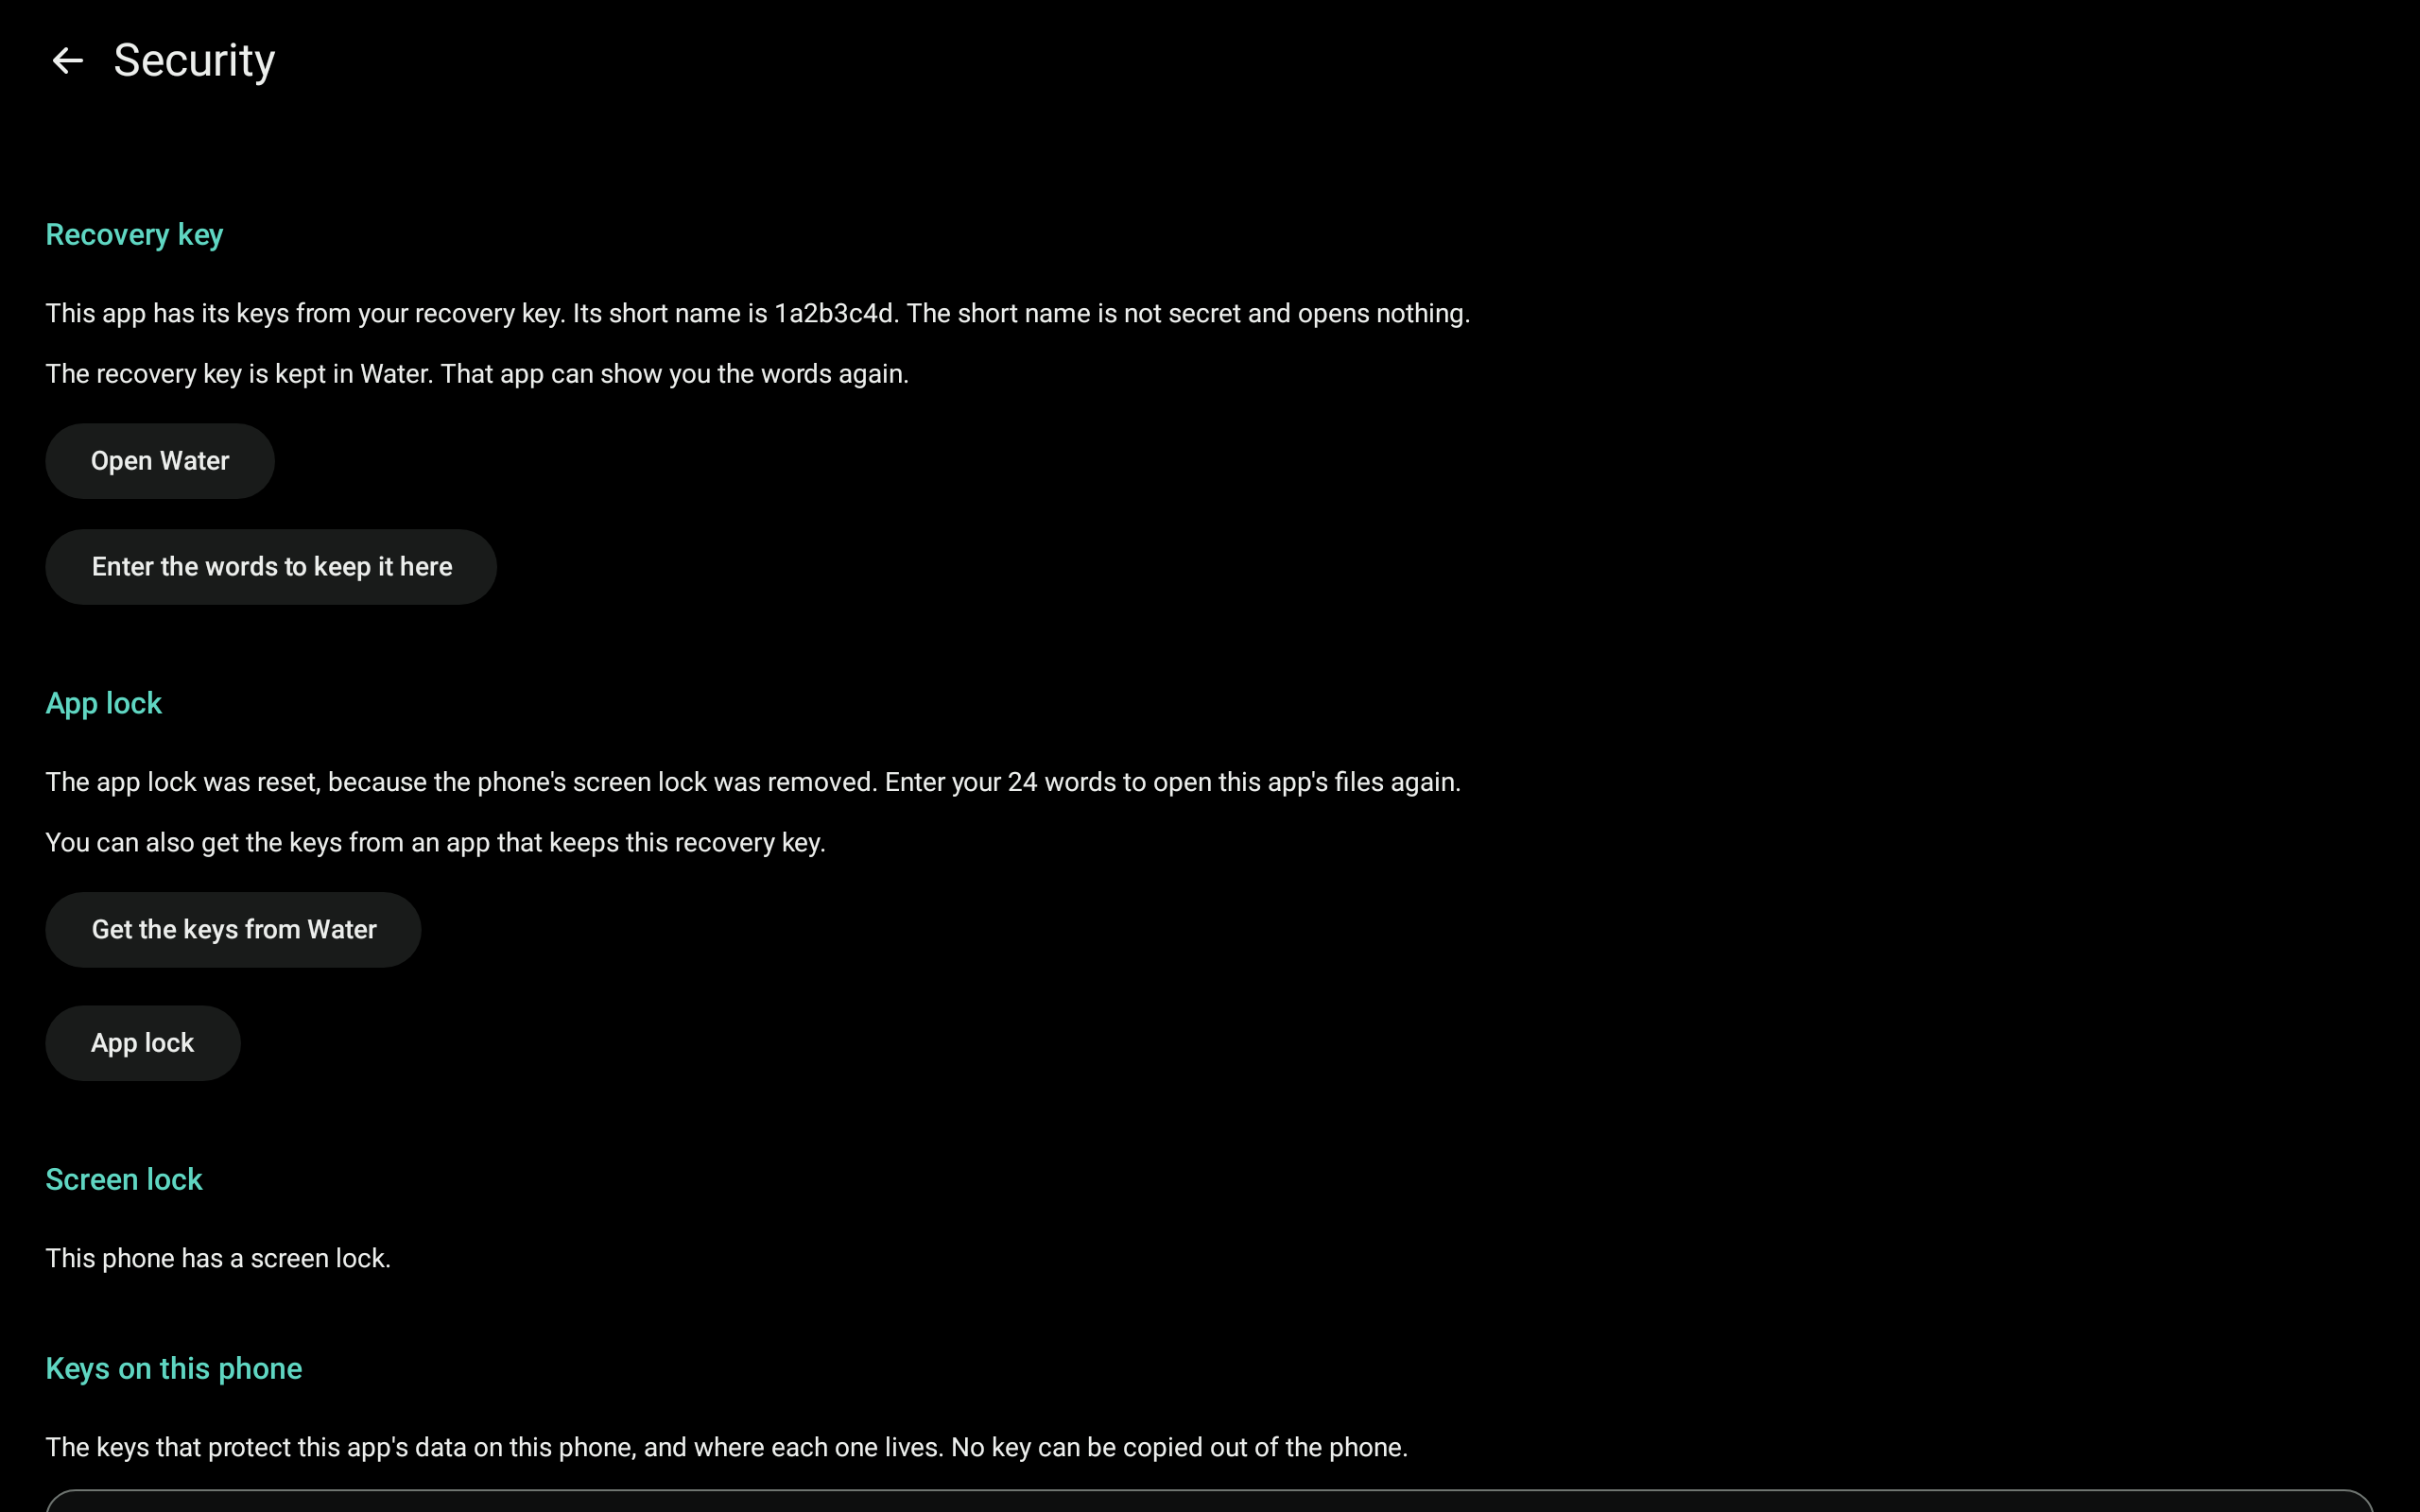 Security
Recovery key
This app has its keys from your recovery key. Its short name is 1a2b3c4d. The short name is not secret and opens nothing.
The recovery key is kept in Water. That app can show you the words again.
Open Water
Enter the words to keep it here
App lock
The app lock was reset, because the phone's screen lock was removed. Enter your 24 words to open this app's files again.
You can also get the keys from an app that keeps this recovery key.
Get the keys from Water
App lock
Screen lock
This phone has a screen lock.
Keys on this phone
The keys that protect this app's data on this phone, and where each one lives. No key can be copied out of the phone.